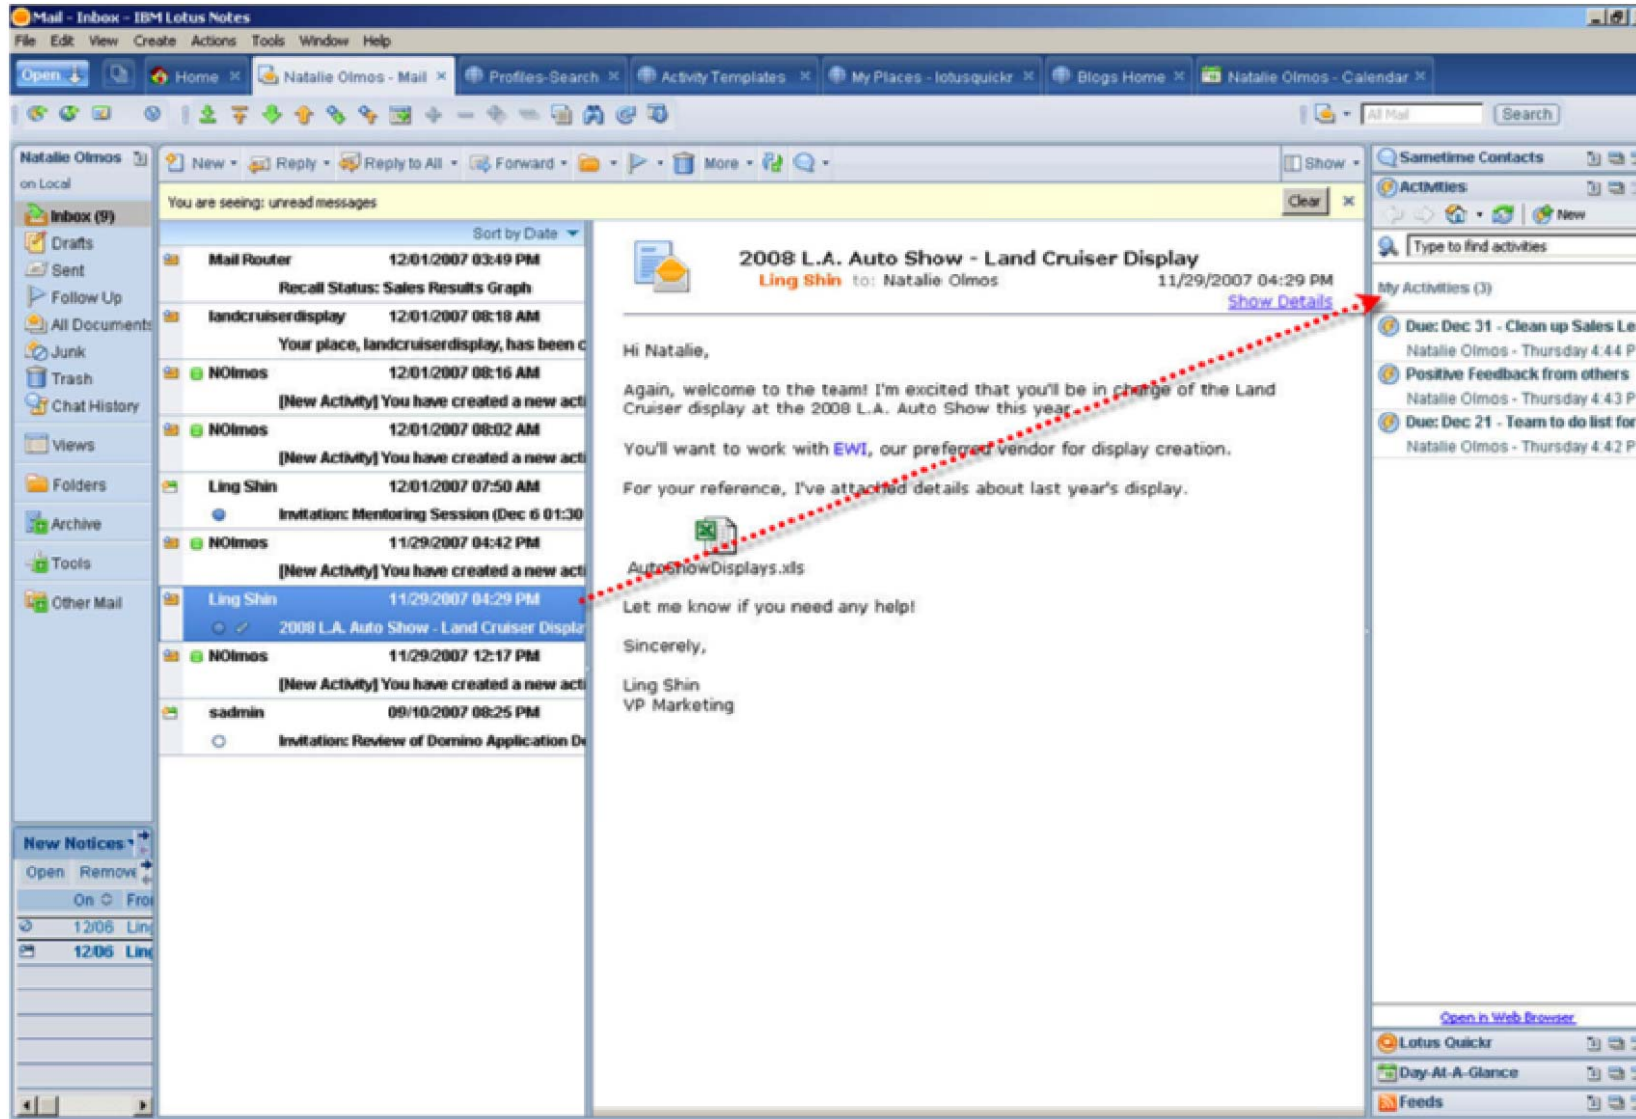 Mail - Inbox - IBM Lotus Notes
File Edit View Create Actions Tools Window Help
Open Home Natalie Olmos - Mail Profiles-Search Activity Templates My Places - lotusquickr Blogs Home Natalie Olmos - Calendar
All Mail Search
Natalie Olmos
on Local
Inbox (9)
Drafts
Sent
Follow Up
All Documents
Junk
Trash
Chat History
Views
Folders
Archive
Tools
Other Mail
New Notices
Open Remove
On Fro
12/06 Ling
12/06 Ling
New Reply Reply to All Forward More Show
You are seeing: unread messages Clear
Sort by Date
Mail Router 12/01/2007 03:49 PM
Recall Status: Sales Results Graph
landcruiserdisplay 12/01/2007 08:18 AM
Your place, landcruiserdisplay, has been c
NOlmos 12/01/2007 08:16 AM
[New Activity] You have created a new acti
NOlmos 12/01/2007 08:02 AM
[New Activity] You have created a new acti
Ling Shin 12/01/2007 07:50 AM
Invitation: Mentoring Session (Dec 6 01:30
NOlmos 11/29/2007 04:42 PM
[New Activity] You have created a new acti
Ling Shin 11/29/2007 04:29 PM
2008 L.A. Auto Show - Land Cruiser Displa
NOlmos 11/29/2007 12:17 PM
[New Activity] You have created a new acti
sadmin 09/10/2007 08:25 PM
Invitation: Review of Domino Application De
2008 L.A. Auto Show - Land Cruiser Display
Ling Shin to: Natalie Olmos 11/29/2007 04:29 PM
Show Details
Hi Natalie,
Again, welcome to the team! I'm excited that you'll be in charge of the Land
Cruiser display at the 2008 L.A. Auto Show this year.
You'll want to work with EWI, our preferred vendor for display creation.
For your reference, I've attached details about last year's display.
AutoShowDisplays.xls
Let me know if you need any help!
Sincerely,
Ling Shin
VP Marketing
Sametime Contacts
Activities
New
Type to find activities
My Activities (3)
Due: Dec 31 - Clean up Sales Le
Natalie Olmos - Thursday 4:44 P
Positive Feedback from others
Natalie Olmos - Thursday 4:43 P
Due: Dec 21 - Team to do list for
Natalie Olmos - Thursday 4:42 P
Open in Web Browser
Lotus Quickr
Day-At-A-Glance
Feeds